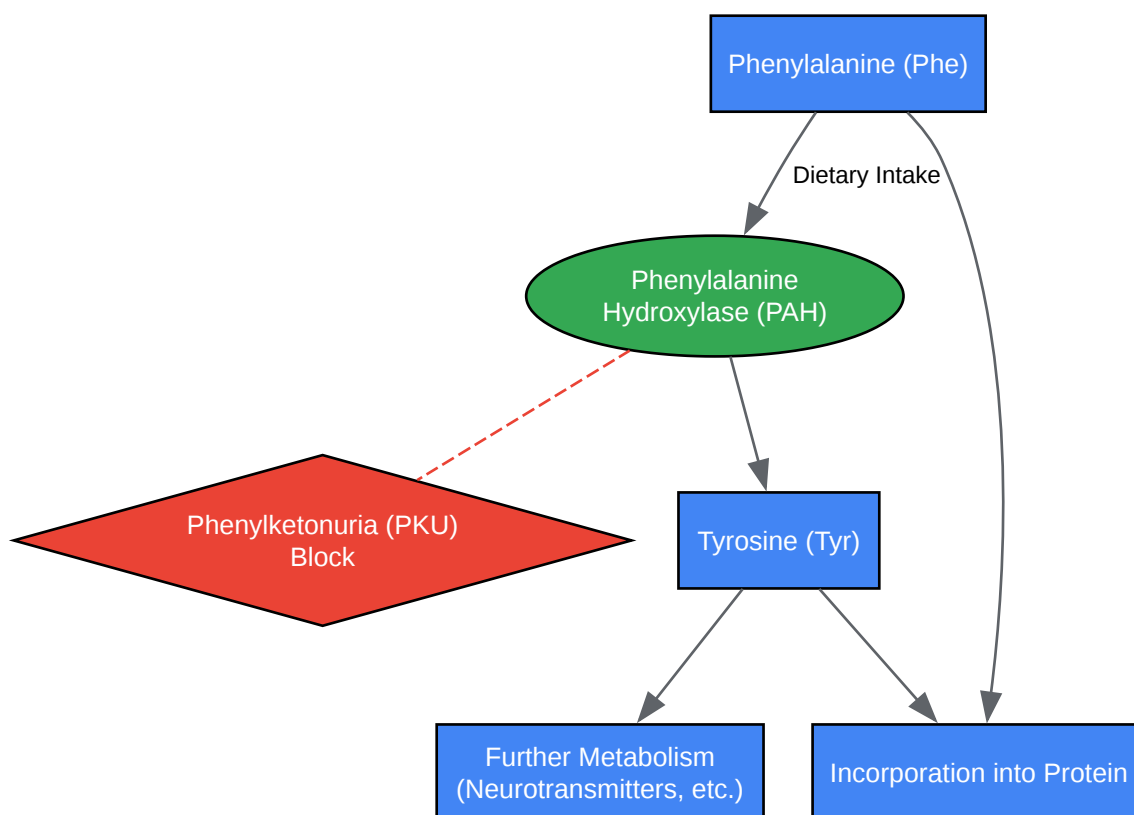 Phenylalanine (Phe)
Dietary Intake
Phenylalanine
Hydroxylase (PAH)
Phenylketonuria (PKU)
Block
Tyrosine (Tyr)
Further Metabolism
(Neurotransmitters, etc.)
Incorporation into Protein